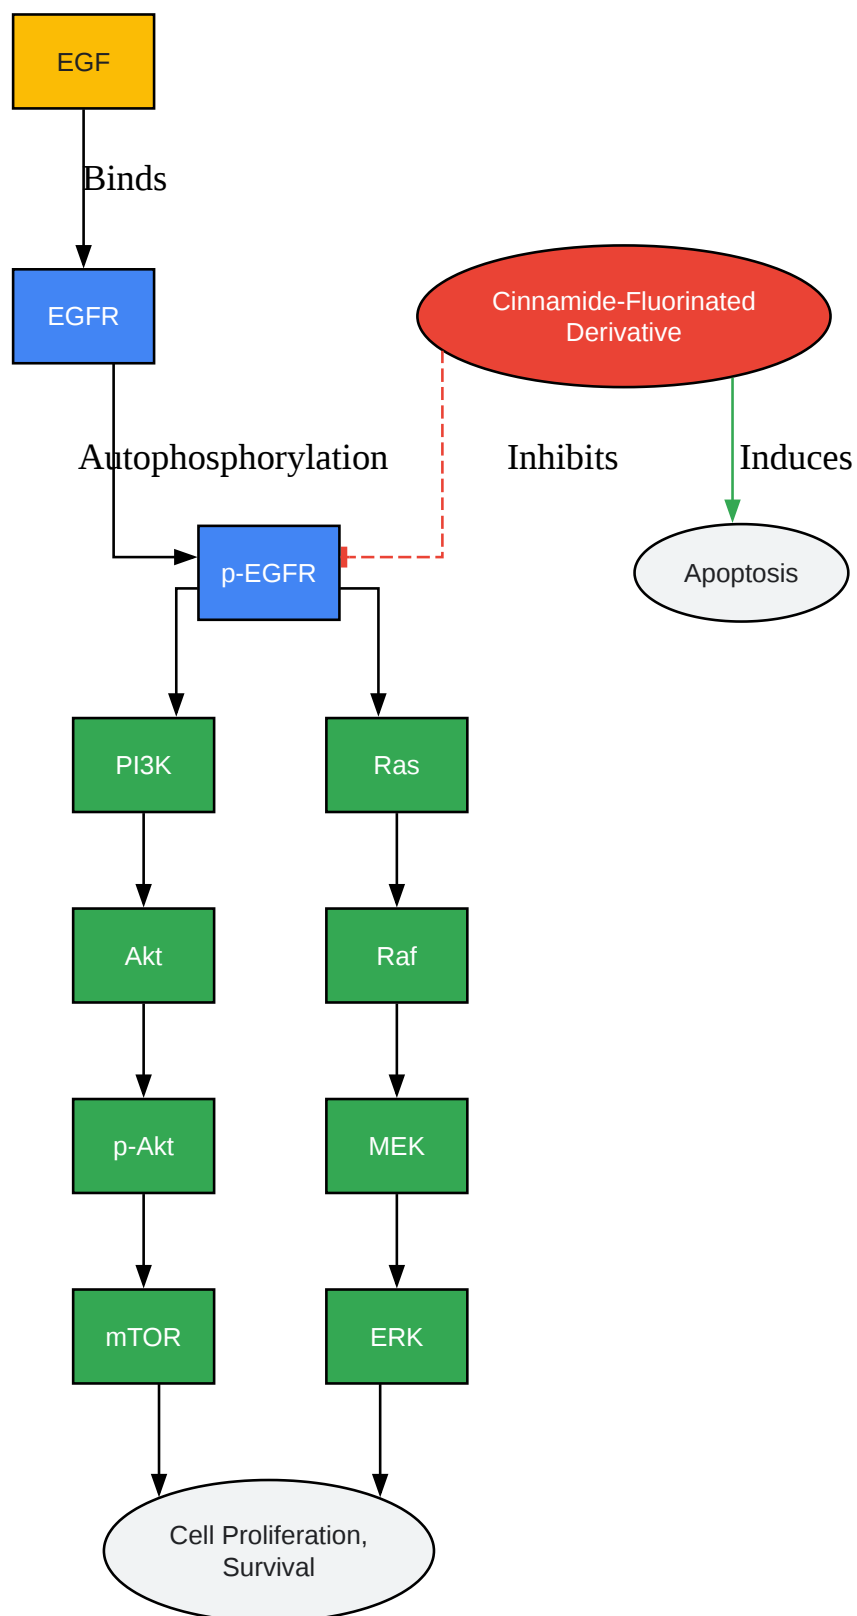 EGF
Binds
EGFR
Cinnamide-Fluorinated
Derivative
Autophosphorylation
Inhibits
Induces
p-EGFR
Apoptosis
PI3K
Ras
Akt
Raf
p-Akt
MEK
mTOR
ERK
Cell Proliferation,
Survival